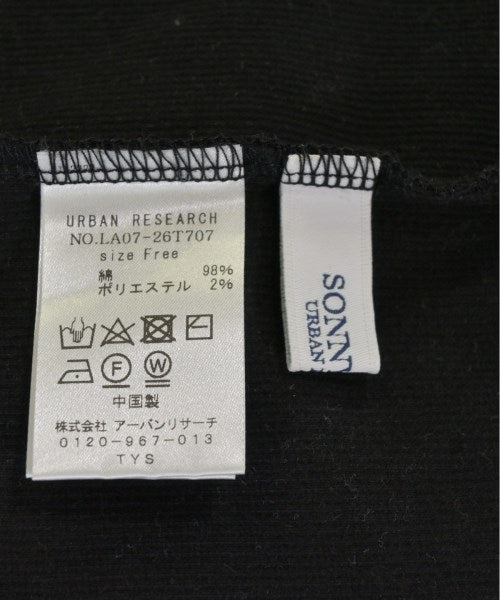 URBAN RESEARCH
NO.LA07-26T707
size Free
綿 98%
ポリエステル 2%
F W
中国製
株式会社 アーバンリサーチ
0120-967-013
TYS
SONN
URBAN